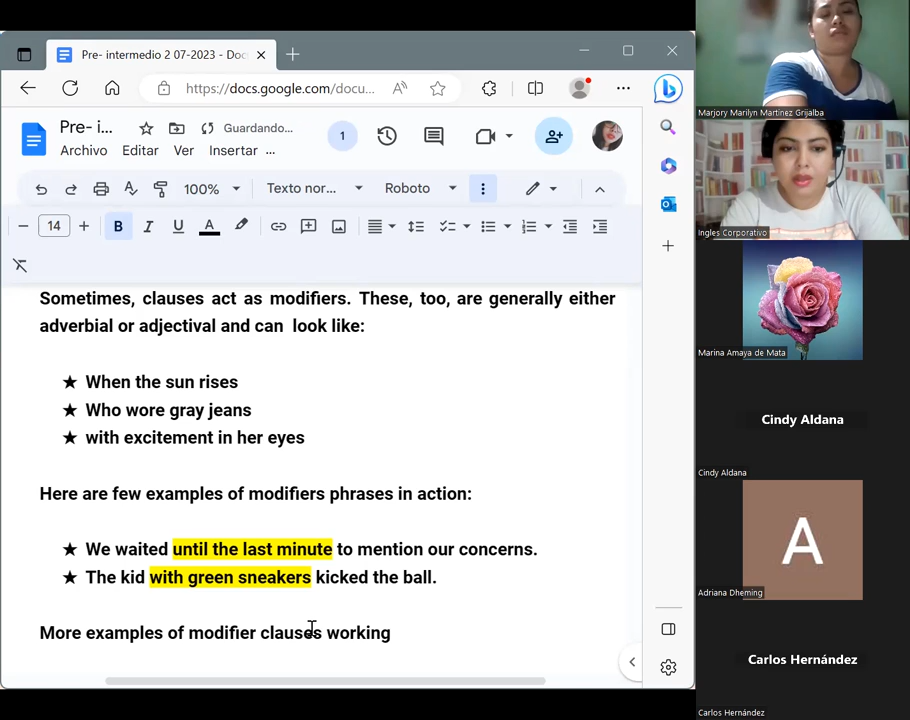 Pre- intermedio 2 07-2023 - Doc
https://docs.google.com/docu...
Pre- i...
Guardando...
1
Archivo Editar Ver Insertar ...
100% Texto nor... Roboto
14 B I U A
Sometimes, clauses act as modifiers. These, too, are generally either
adverbial or adjectival and can look like:
★ When the sun rises
★ Who wore gray jeans
★ with excitement in her eyes
Here are few examples of modifiers phrases in action:
★ We waited until the last minute to mention our concerns.
★ The kid with green sneakers kicked the ball.
More examples of modifier clauses working
Marjory Marilyn Martinez Grijalba
Ingles Corporativo
Marina Amaya de Mata
Cindy Aldana
Cindy Aldana
A
Adriana Dheming
Carlos Hernández
Carlos Hernández